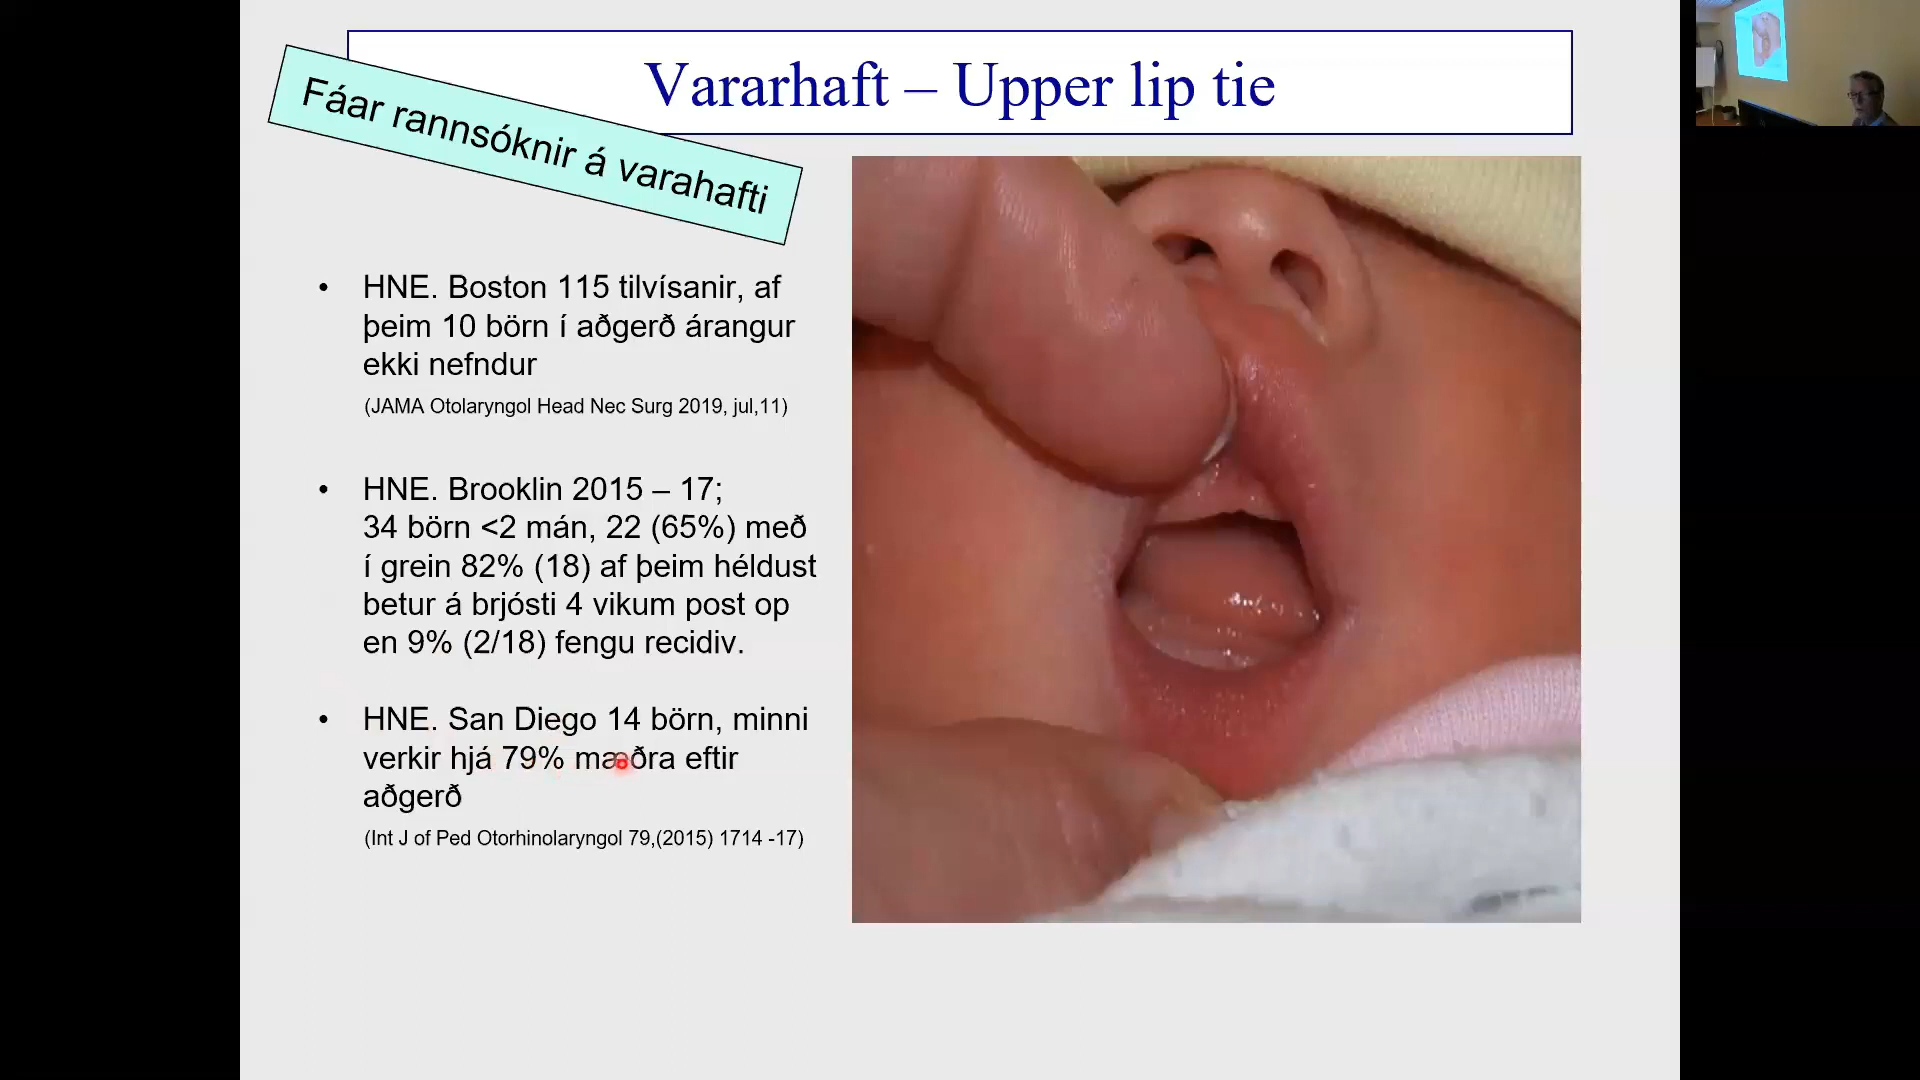 Vararhaft – Upper lip tie
Fáar rannsóknir á varahafti
• HNE. Boston 115 tilvísanir, af
þeim 10 börn í aðgerð árangur
ekki nefndur
(JAMA Otolaryngol Head Nec Surg 2019, jul,11)
• HNE. Brooklin 2015 – 17;
34 börn <2 mán, 22 (65%) með
í grein 82% (18) af þeim héldust
betur á brjósti 4 vikum post op
en 9% (2/18) fengu recidiv.
• HNE. San Diego 14 börn, minni
verkir hjá 79% mæðra eftir
aðgerð
(Int J of Ped Otorhinolaryngol 79,(2015) 1714 -17)